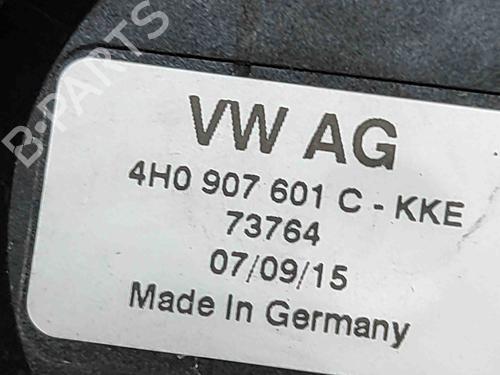 B-PARTS
VW AG
4H0 907 601 C - KKE
73764
07/09/15
Made In Germany